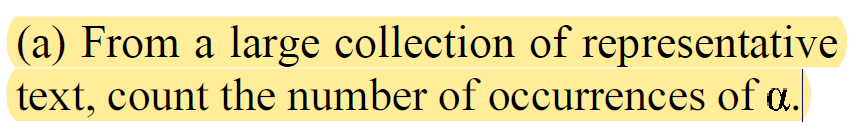 (a) From a large collection of representative
text, count the number of occurrences of α.